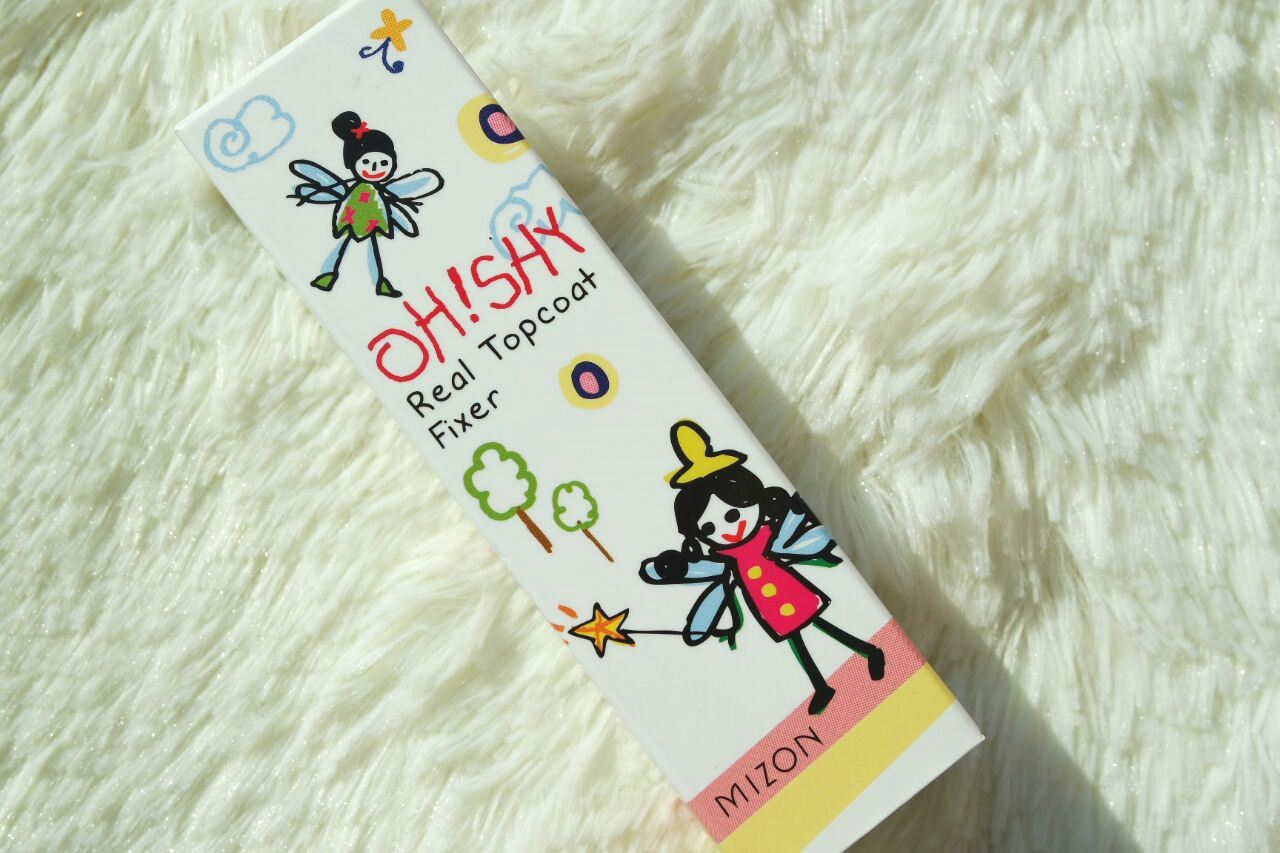 OH!SHY
Real Topcoat
Fixer
MIZON